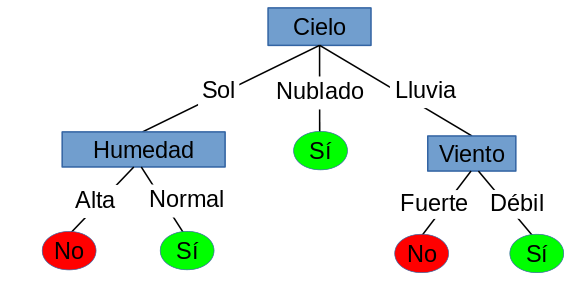 Cielo
Sol
Nublado
Lluvia
Humedad
Sí
Viento
Alta
Normal
Fuerte
Débil
No
Sí
No
Sí